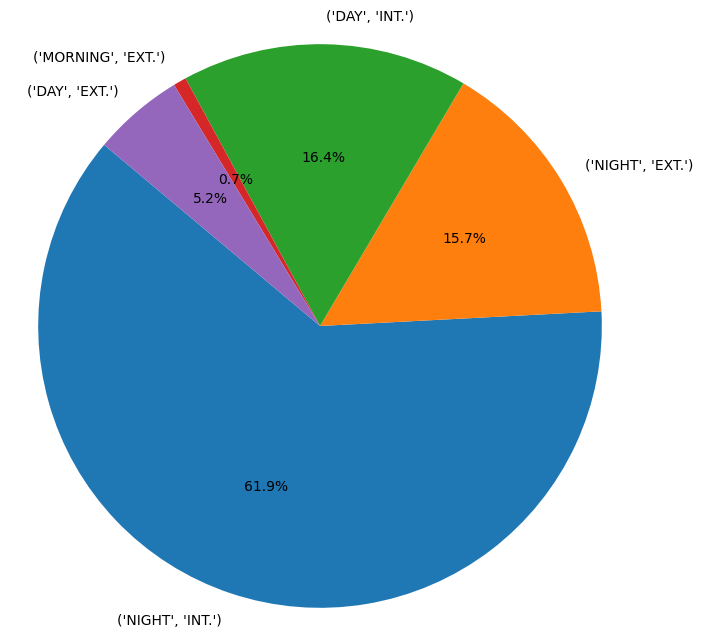 ('DAY', 'INT.')
('MORNING', 'EXT.')
('DAY', 'EXT.')
16.4%
('NIGHT', 'EXT.')
0.7%
5.2%
15.7%
61.9%
('NIGHT', 'INT.')